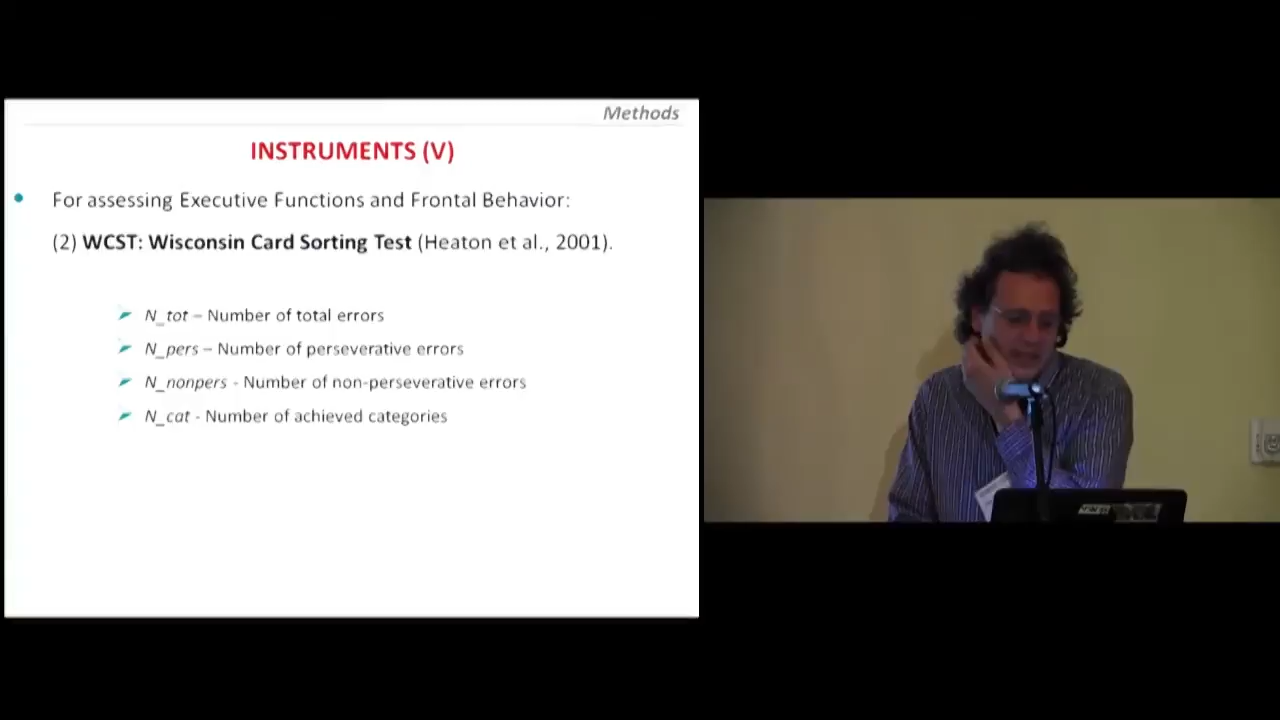 Methods
INSTRUMENTS (V)
• For assessing Executive Functions and Frontal Behavior:
(2) WCST: Wisconsin Card Sorting Test (Heaton et al., 2001).
N_tot – Number of total errors
N_pers – Number of perseverative errors
N_nonpers - Number of non-perseverative errors
N_cat - Number of achieved categories